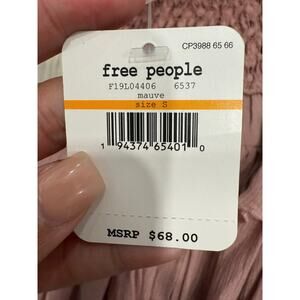 CP3988 65 66
free people
F19L04406 6537
mauve
size S
1 94374 65401 0
MSRP $68.00